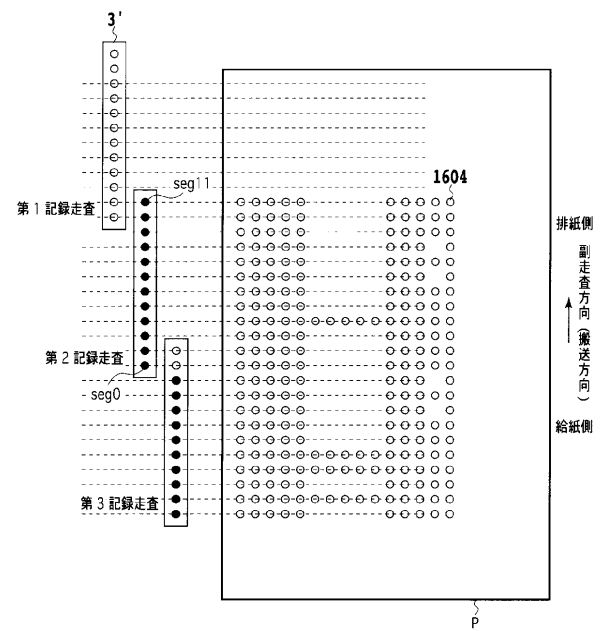 3'
seg11
1604
第1記録走査
排紙側
副走査方向(搬送方向)
第2記録走査
seg0
給紙側
第3記録走査
P